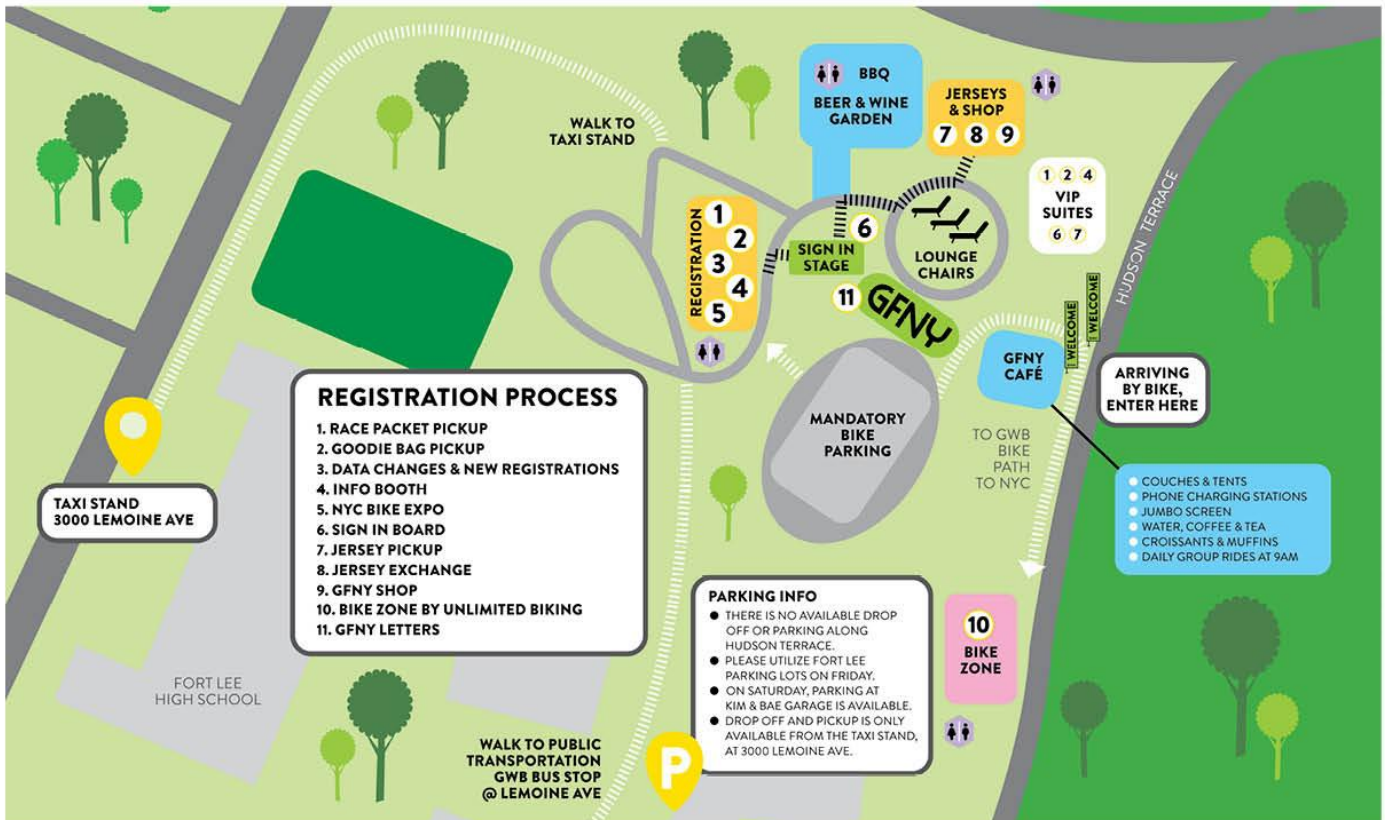 WALK TO
TAXI STAND
BBQ
BEER & WINE
GARDEN
JERSEYS
& SHOP
7 8 9
1 2 4
VIP
SUITES
6 7
HUDSON TERRACE
REGISTRATION
1
2
3
4
5
6
SIGN IN
STAGE
LOUNGE
CHAIRS
11
GFNY
WELCOME
WELCOME
GFNY
CAFÉ
ARRIVING
BY BIKE,
ENTER HERE
MANDATORY
BIKE
PARKING
TO GWB
BIKE
PATH
TO NYC
REGISTRATION PROCESS
1. RACE PACKET PICKUP
2. GOODIE BAG PICKUP
3. DATA CHANGES & NEW REGISTRATIONS
4. INFO BOOTH
5. NYC BIKE EXPO
6. SIGN IN BOARD
7. JERSEY PICKUP
8. JERSEY EXCHANGE
9. GFNY SHOP
10. BIKE ZONE BY UNLIMITED BIKING
11. GFNY LETTERS
TAXI STAND
3000 LEMOINE AVE
COUCHES & TENTS
PHONE CHARGING STATIONS
JUMBO SCREEN
WATER, COFFEE & TEA
CROISSANTS & MUFFINS
DAILY GROUP RIDES AT 9AM
PARKING INFO
THERE IS NO AVAILABLE DROP
OFF OR PARKING ALONG
HUDSON TERRACE.
PLEASE UTILIZE FORT LEE
PARKING LOTS ON FRIDAY.
ON SATURDAY, PARKING AT
KIM & BAE GARAGE IS AVAILABLE.
DROP OFF AND PICKUP IS ONLY
AVAILABLE FROM THE TAXI STAND,
AT 3000 LEMOINE AVE.
10
BIKE
ZONE
FORT LEE
HIGH SCHOOL
WALK TO PUBLIC
TRANSPORTATION
GWB BUS STOP
@ LEMOINE AVE
P